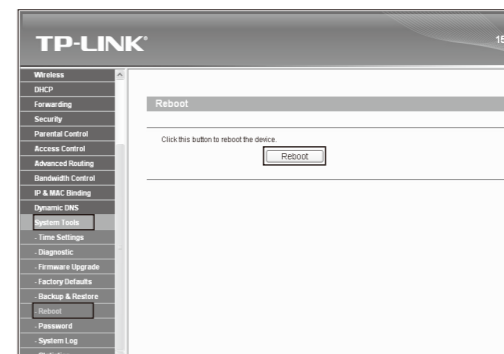 TP-LINK®
15
Wireless
DHCP
Forwarding
Security
Parental Control
Access Control
Advanced Routing
Bandwidth Control
IP & MAC Binding
Dynamic DNS
System Tools
- Time Settings
- Diagnostic
- Firmware Upgrade
- Factory Defaults
- Backup & Restore
- Reboot
- Password
- System Log
- Statistics
Reboot
Click this button to reboot the device.
Reboot